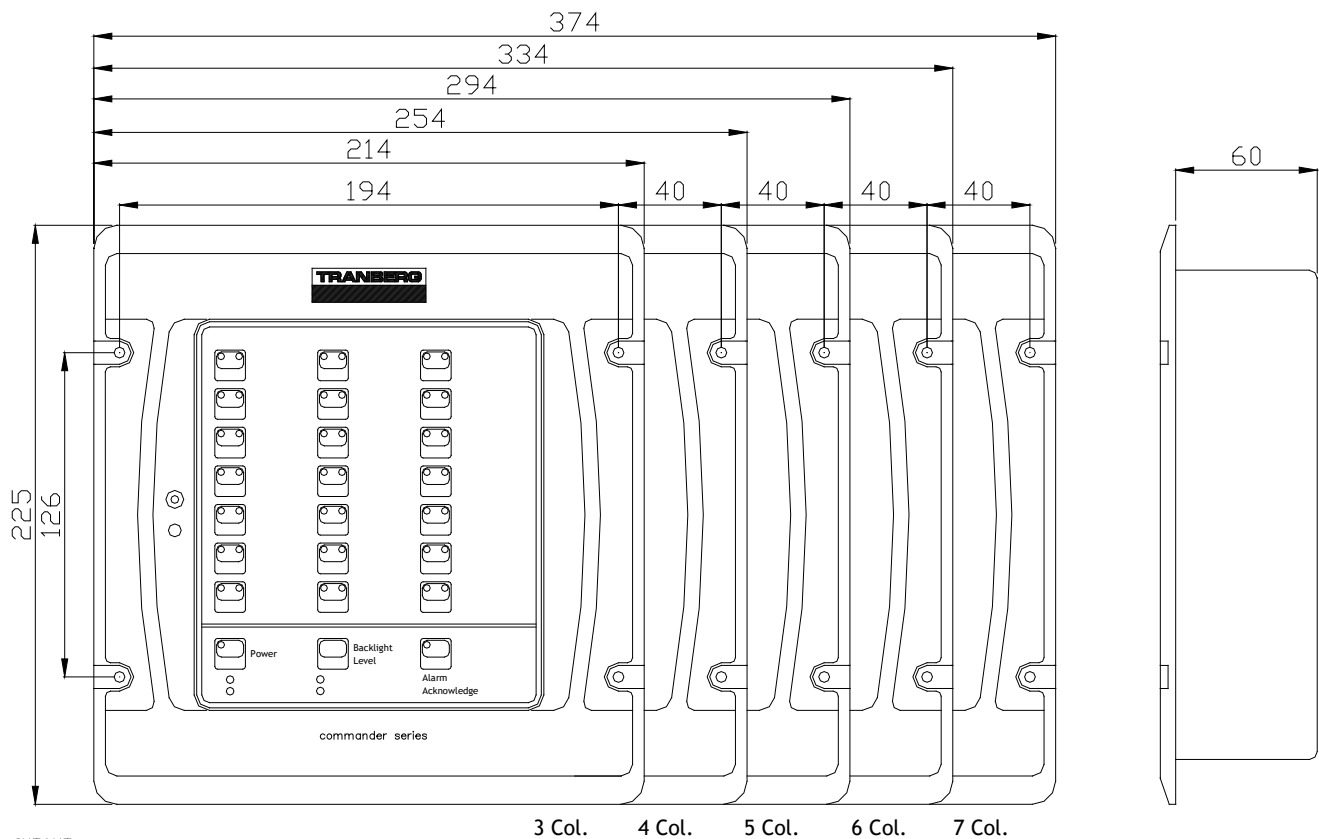 374
334
294
254
214
194 40 40 40 40
60
TRANBERG
225
126
Power
Backlight
Level
Alarm
Acknowledge
commander series
3 Col. 4 Col. 5 Col. 6 Col. 7 Col.